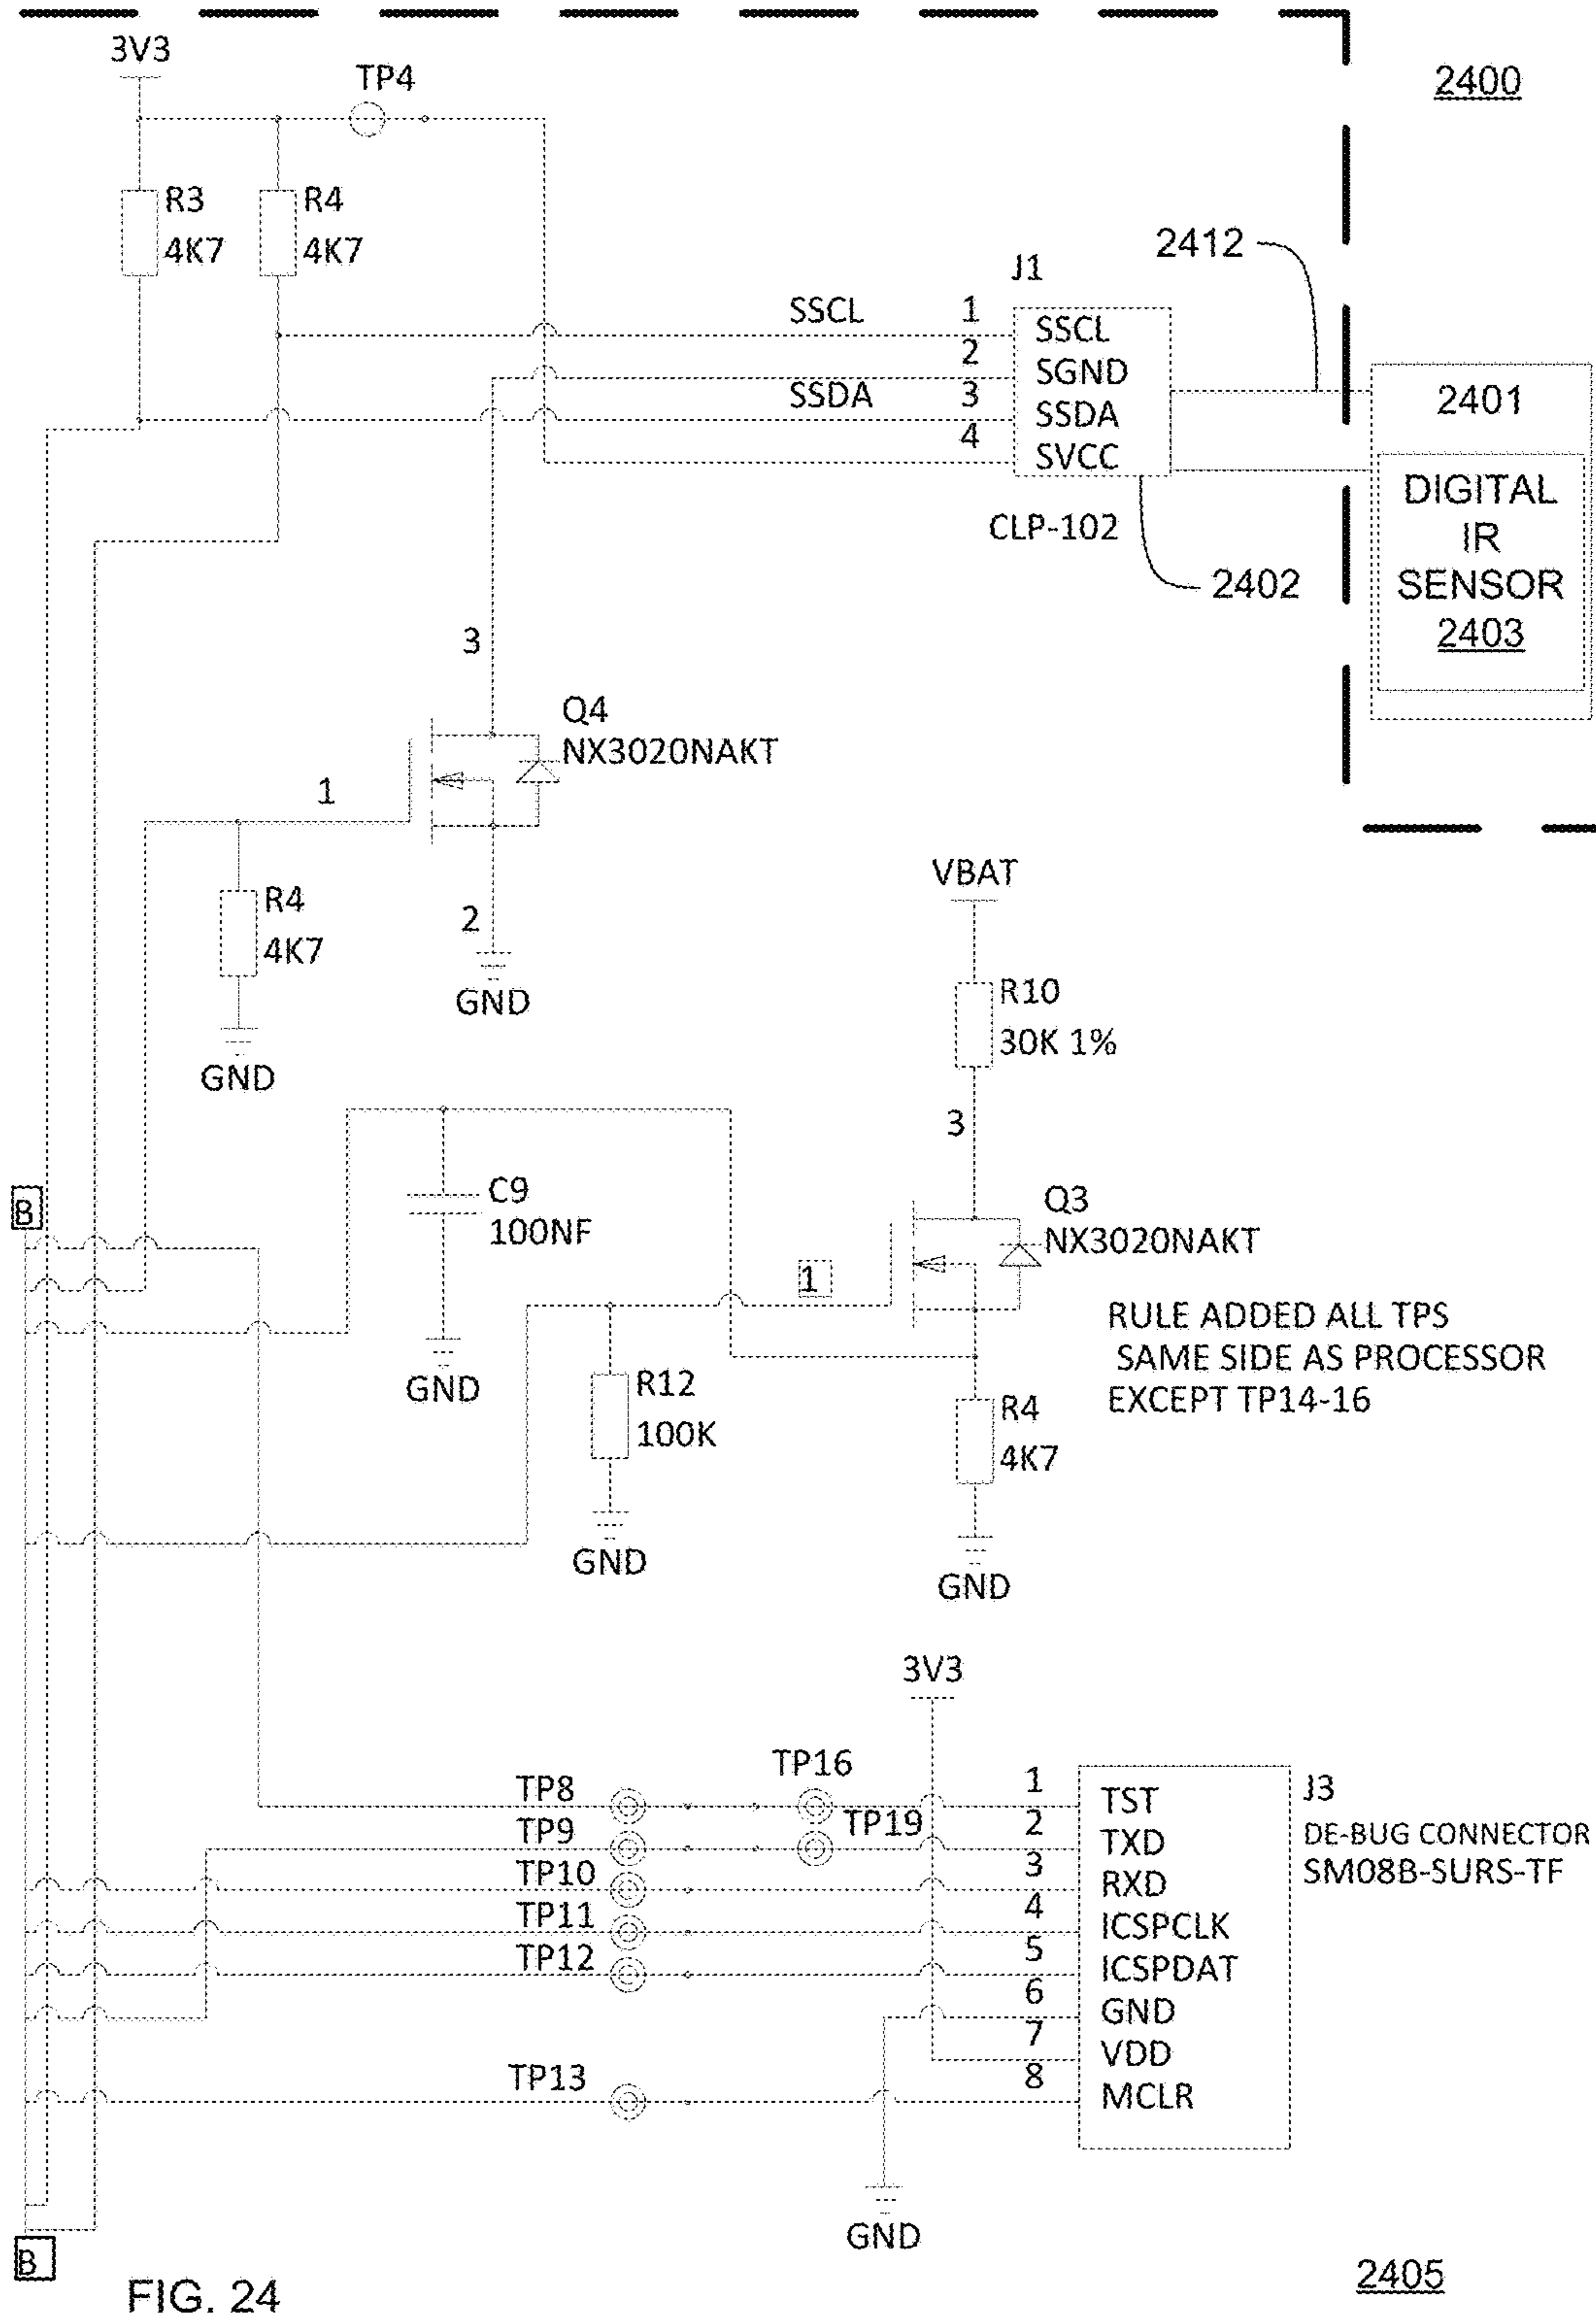 3V3
TP4
2400
R3
4K7
R4
4K7
2412
J1
SSCL
1
SSCL
2
SGND
SSDA
3
SSDA
4
SVCC
2401
DIGITAL
IR
SENSOR
2403
CLP-102
2402
3
Q4
NX3020NAKT
1
R4
4K7
2
GND
GND
VBAT
R10
30K 1%
3
B
C9
100NF
Q3
NX3020NAKT
1
RULE ADDED ALL TPS
SAME SIDE AS PROCESSOR
EXCEPT TP14-16
GND
R12
100K
R4
4K7
GND
GND
3V3
TP8
TP16
1
TST
J3
TP9
TP19
2
TXD
DE-BUG CONNECTOR
TP10
3
RXD
SM08B-SURS-TF
TP11
4
ICSPCLK
TP12
5
ICSPDAT
6
GND
7
VDD
TP13
8
MCLR
GND
B
FIG. 24
2405